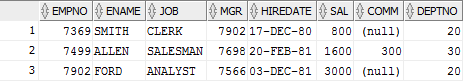 EMPNO ENAME JOB MGR HIREDATE SAL COMM DEPTNO
1 7369 SMITH CLERK 7902 17-DEC-80 800 (null) 20
2 7499 ALLEN SALESMAN 7698 20-FEB-81 1600 300 30
3 7902 FORD ANALYST 7566 03-DEC-81 3000 (null) 20